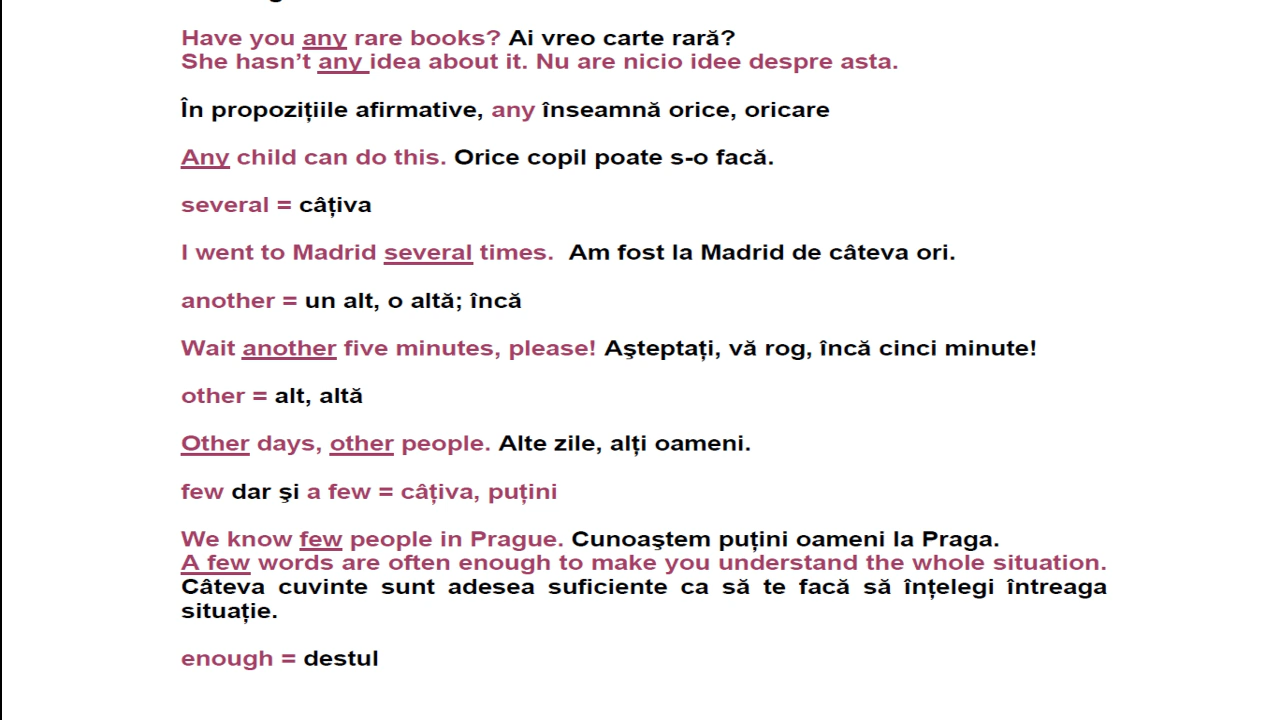 Have you any rare books? Ai vreo carte rară?
She hasn’t any idea about it. Nu are nicio idee despre asta.
În propozițiile afirmative, any înseamnă orice, oricare
Any child can do this. Orice copil poate s-o facă.
several = câțiva
I went to Madrid several times. Am fost la Madrid de câteva ori.
another = un alt, o altă; încă
Wait another five minutes, please! Aşteptați, vă rog, încă cinci minute!
other = alt, altă
Other days, other people. Alte zile, alți oameni.
few dar şi a few = câțiva, puțini
We know few people in Prague. Cunoaştem puțini oameni la Praga.
A few words are often enough to make you understand the whole situation.
Câteva cuvinte sunt adesea suficiente ca să te facă să înțelegi întreaga
situație.
enough = destul